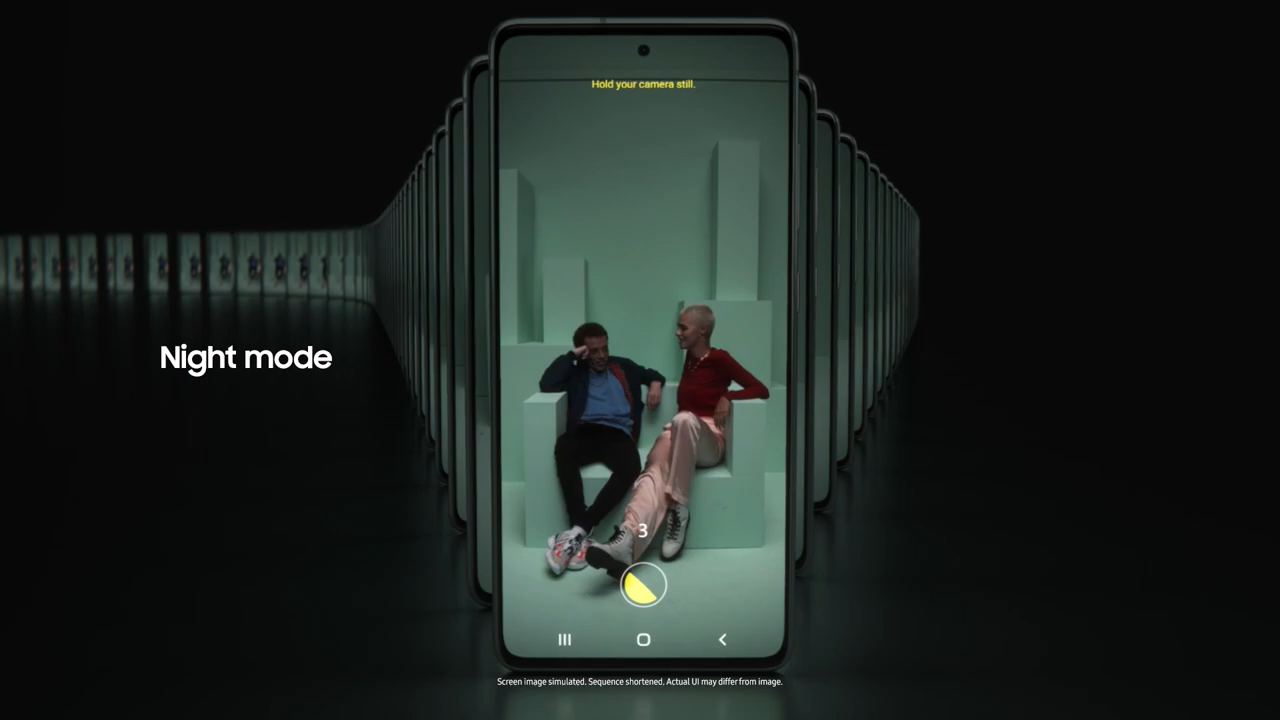 Hold your camera still.
Night mode
3
Screen image simulated. Sequence shortened. Actual UI may differ from image.